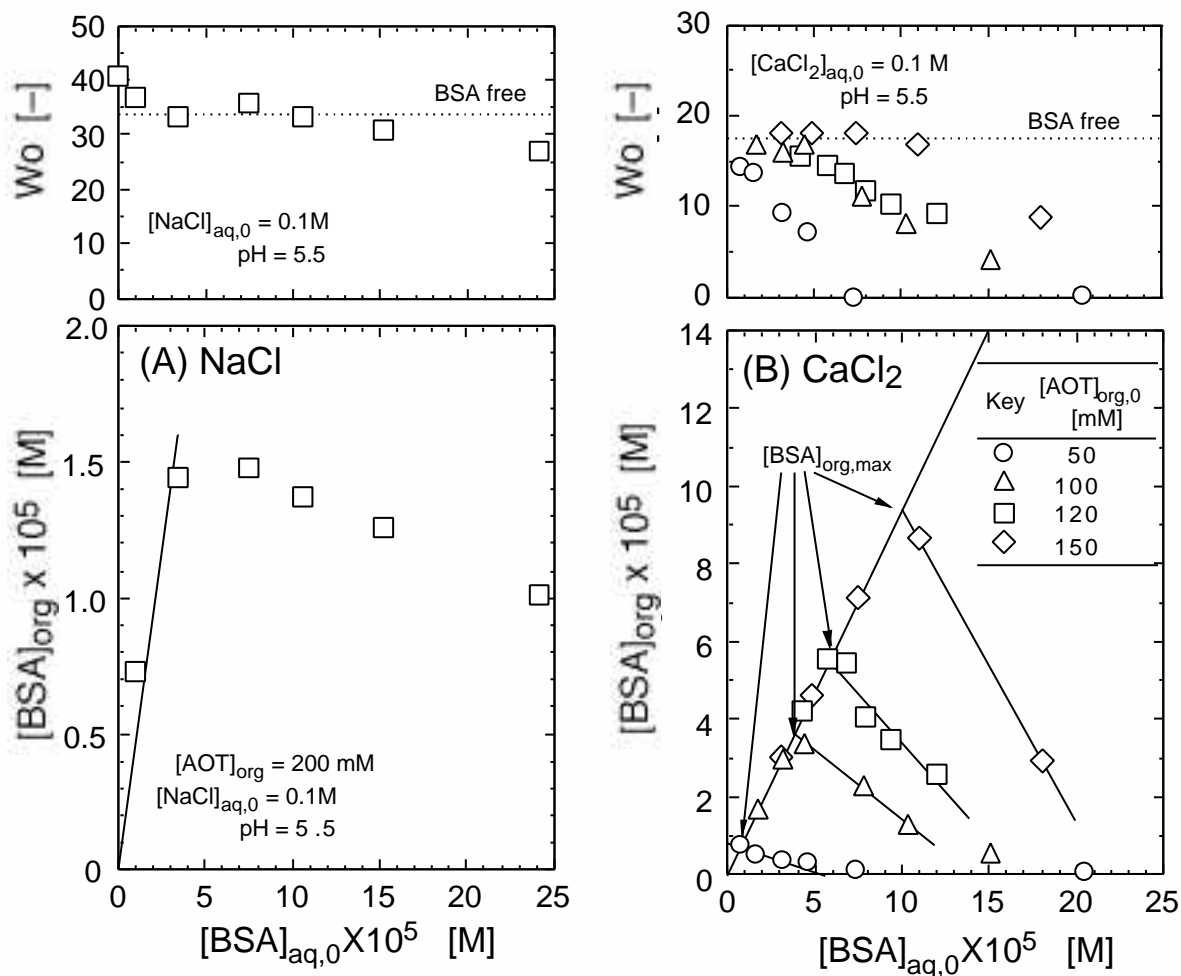 50
40
30
20
10
0
Wo [–]
BSA free
[NaCl]aq,0 = 0.1M
pH = 5.5
30
20
10
0
Wo [–]
[CaCl2]aq,0 = 0.1 M
pH = 5.5
BSA free
2.0
1.5
1.0
0.5
0
[BSA]org x 10⁵ [M]
(A) NaCl
[AOT]org = 200 mM
[NaCl]aq,0 = 0.1M
pH = 5 .5
0 5 10 15 20 25
[BSA]aq,0X10⁵ [M]
14
12
10
8
6
4
2
0
[BSA]org x 10⁵ [M]
(B) CaCl2
[BSA]org,max
Key [AOT]org,0
[mM]
50
100
120
150
0 5 10 15 20 25
[BSA]aq,0X10⁵ [M]